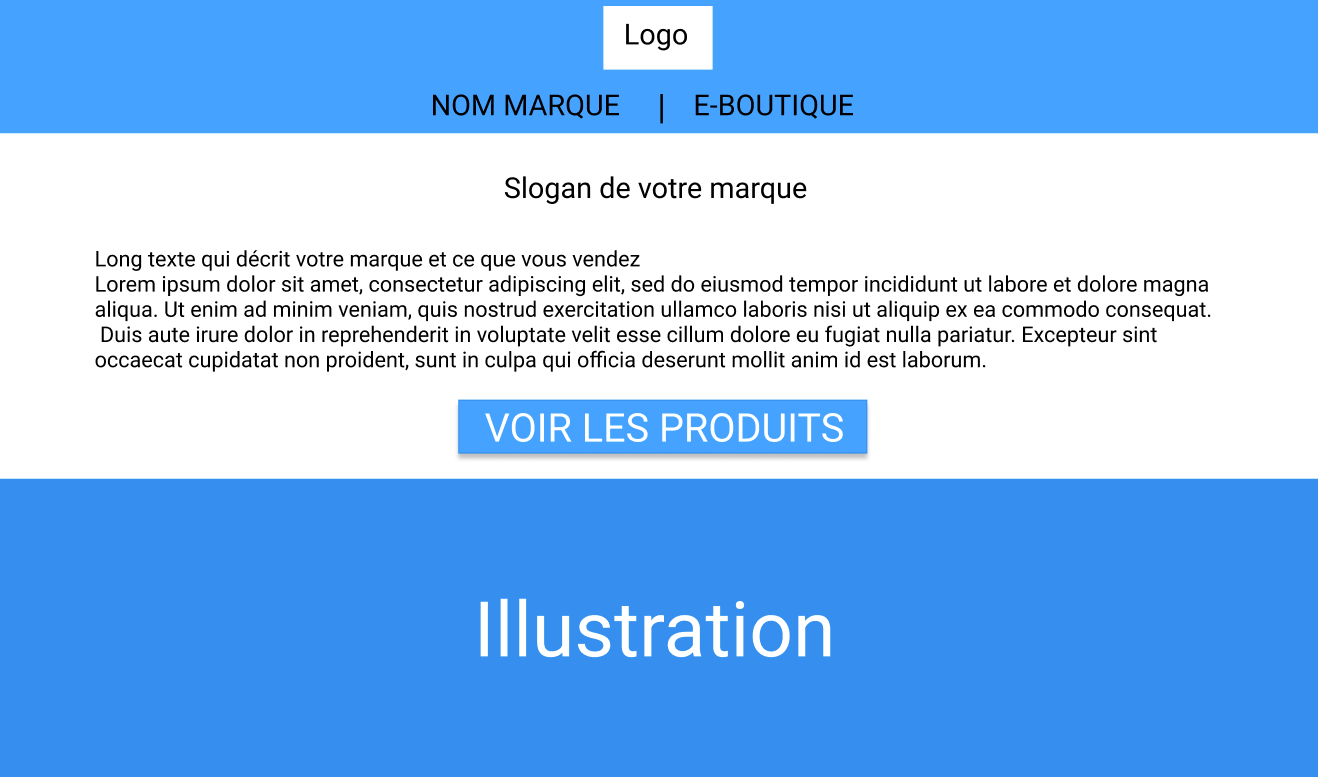 Logo
NOM MARQUE | E-BOUTIQUE
Slogan de votre marque
Long texte qui décrit votre marque et ce que vous vendez
Lorem ipsum dolor sit amet, consectetur adipiscing elit, sed do eiusmod tempor incididunt ut labore et dolore magna
aliqua. Ut enim ad minim veniam, quis nostrud exercitation ullamco laboris nisi ut aliquip ex ea commodo consequat.
Duis aute irure dolor in reprehenderit in voluptate velit esse cillum dolore eu fugiat nulla pariatur. Excepteur sint
occaecat cupidatat non proident, sunt in culpa qui officia deserunt mollit anim id est laborum.
VOIR LES PRODUITS
Illustration